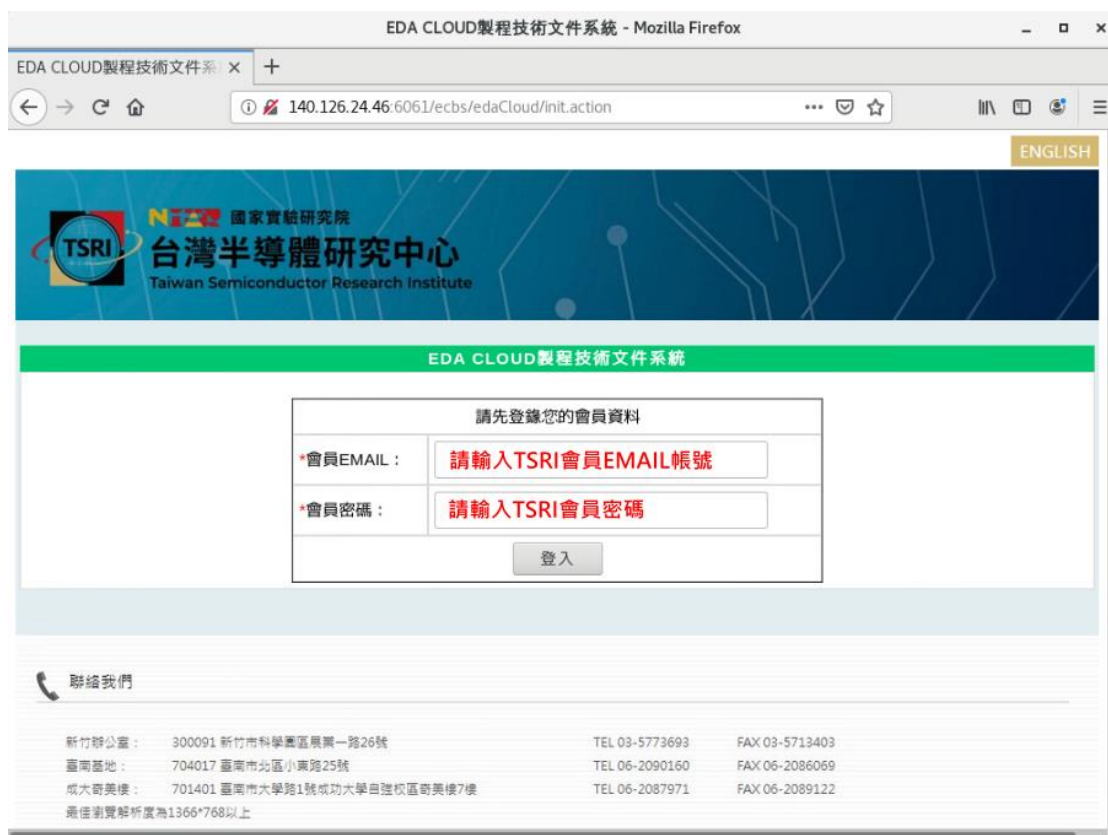 EDA CLOUD製程技術文件系統 - Mozilla Firefox
EDA CLOUD製程技術文件系
140.126.24.46:6061/ecbs/edaCloud/init.action
ENGLISH
TSRI
NIAR 國家實驗研究院
台灣半導體研究中心
Taiwan Semiconductor Research Institute
EDA CLOUD製程技術文件系統
請先登錄您的會員資料
*會員EMAIL： 請輸入TSRI會員EMAIL帳號
*會員密碼： 請輸入TSRI會員密碼
登入
聯絡我們
新竹辦公室： 300091 新竹市科學園區展業一路26號 TEL 03-5773693 FAX 03-5713403
臺南基地： 704017 臺南市北區小東路25號 TEL 06-2090160 FAX 06-2086069
成大奇美樓： 701401 臺南市大學路1號成功大學自強校區奇美樓7樓 TEL 06-2087971 FAX 06-2089122
最佳瀏覽解析度為1366*768以上